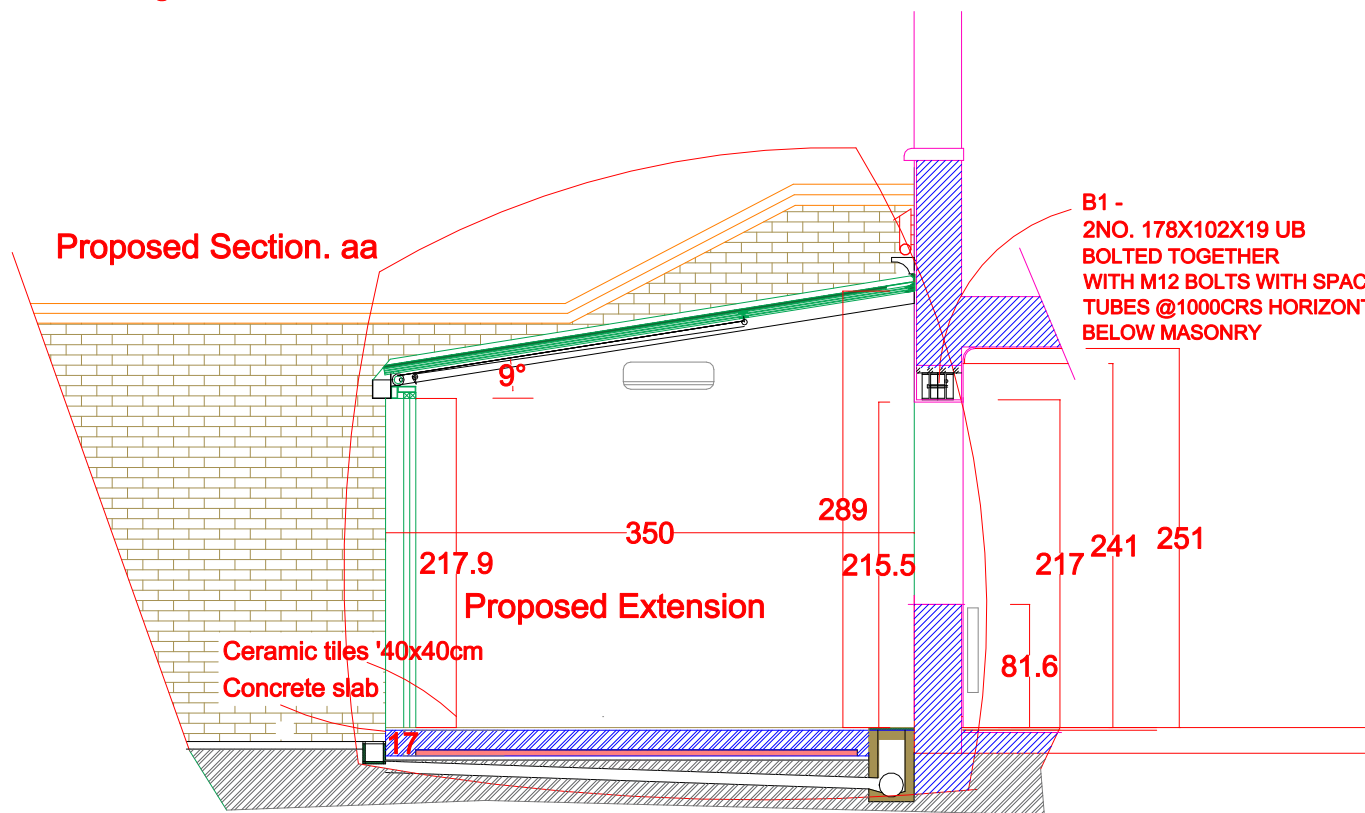 Proposed Section. aa
B1 -
2NO. 178X102X19 UB
BOLTED TOGETHER
WITH M12 BOLTS WITH SPAC
TUBES @1000CRS HORIZONT
BELOW MASONRY
9°
289
350
217.9
215.5
217
241
251
Proposed Extension
Ceramic tiles '40x40cm
Concrete slab
81.6
17